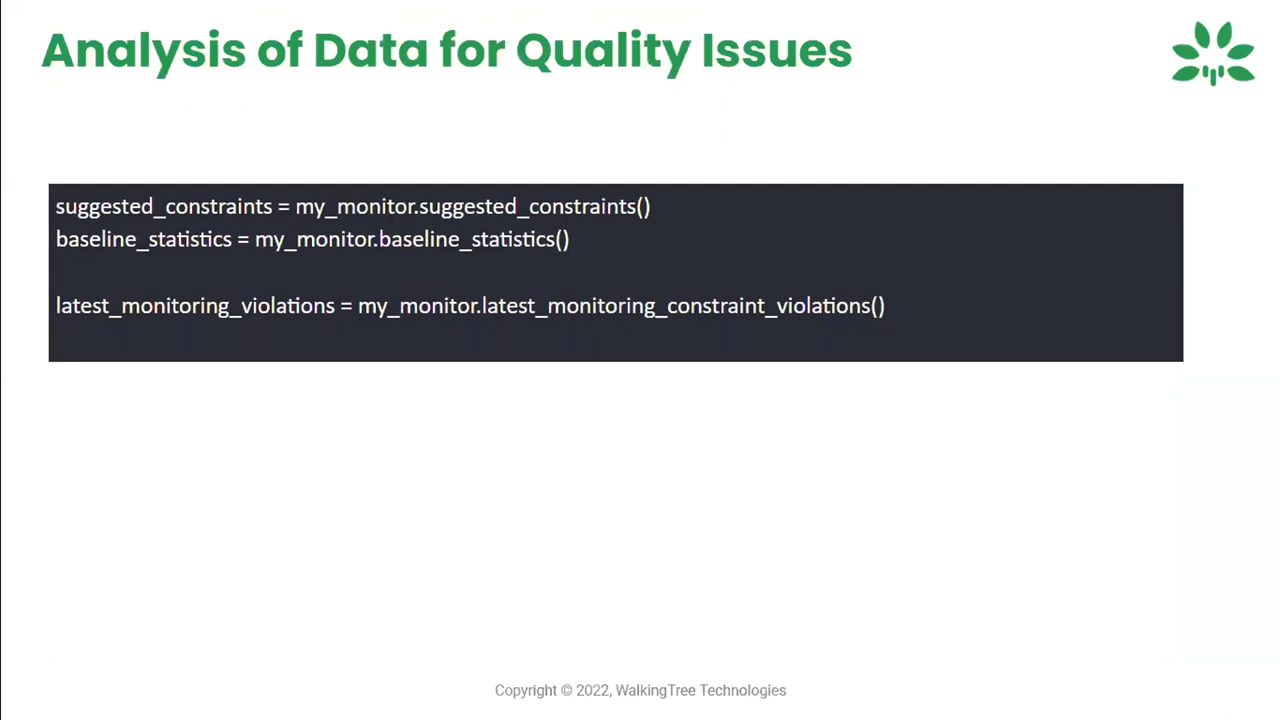 Analysis of Data for Quality Issues
suggested_constraints = my_monitor.suggested_constraints()
baseline_statistics = my_monitor.baseline_statistics()
latest_monitoring_violations = my_monitor.latest_monitoring_constraint_violations()
Copyright © 2022, WalkingTree Technologies